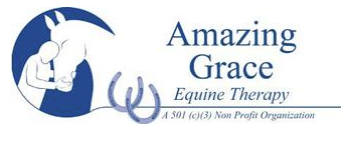 Amazing
Grace
Equine Therapy
A 501 (c)(3) Non Profit Organization